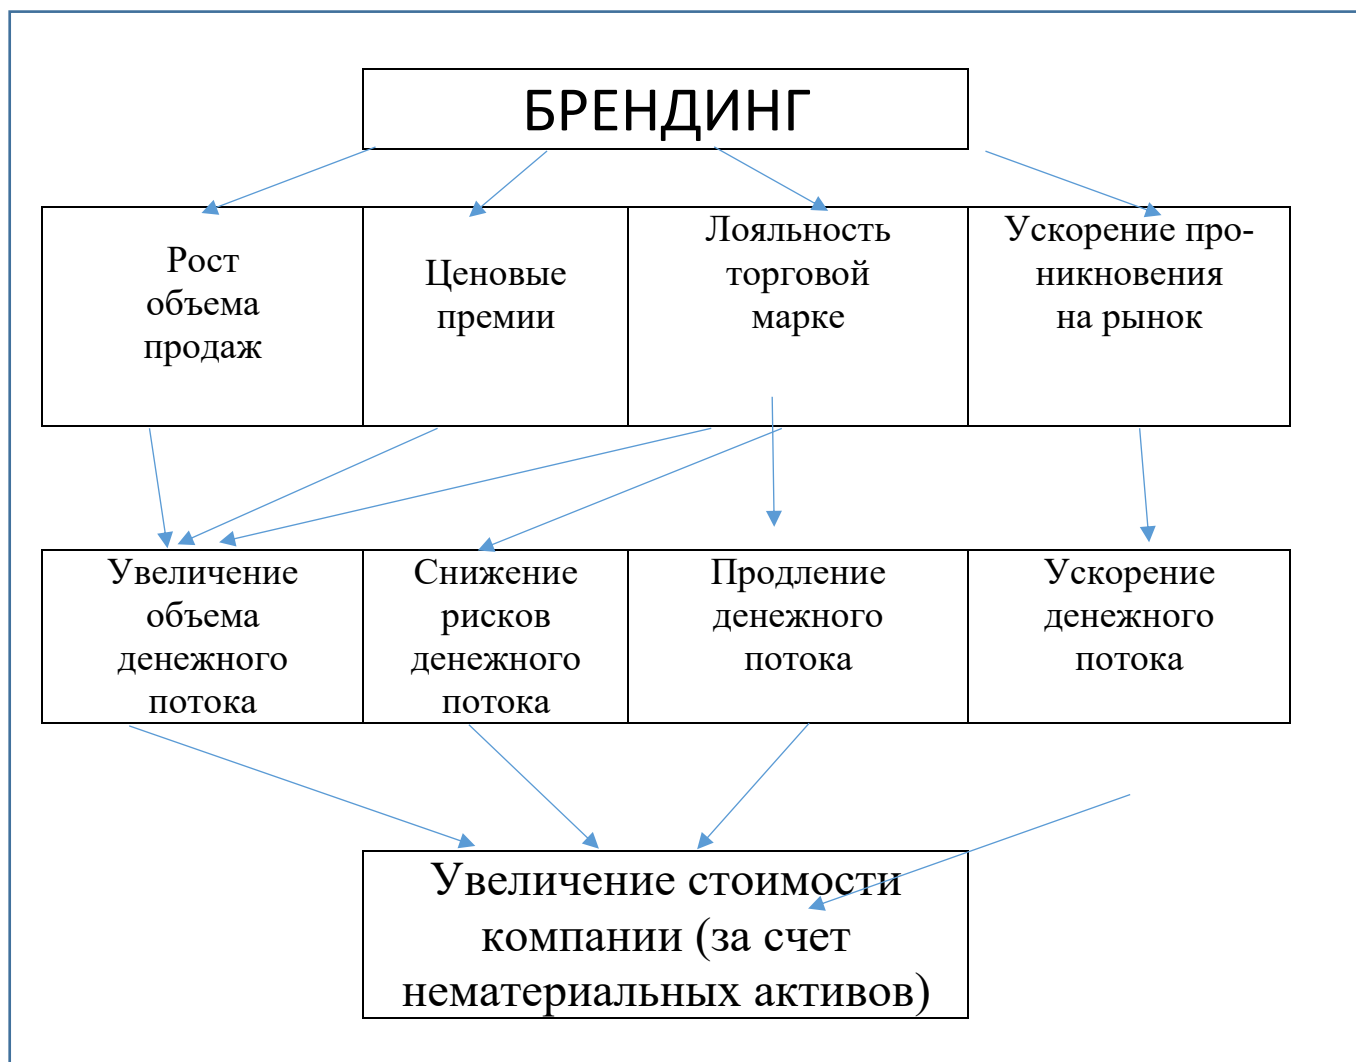 БРЕНДИНГ
Рост
объема
продаж
Ценовые
премии
Лояльность
торговой
марке
Ускорение про-
никновения
на рынок
Увеличение
объема
денежного
потока
Снижение
рисков
денежного
потока
Продление
денежного
потока
Ускорение
денежного
потока
Увеличение стоимости
компании (за счет
нематериальных активов)